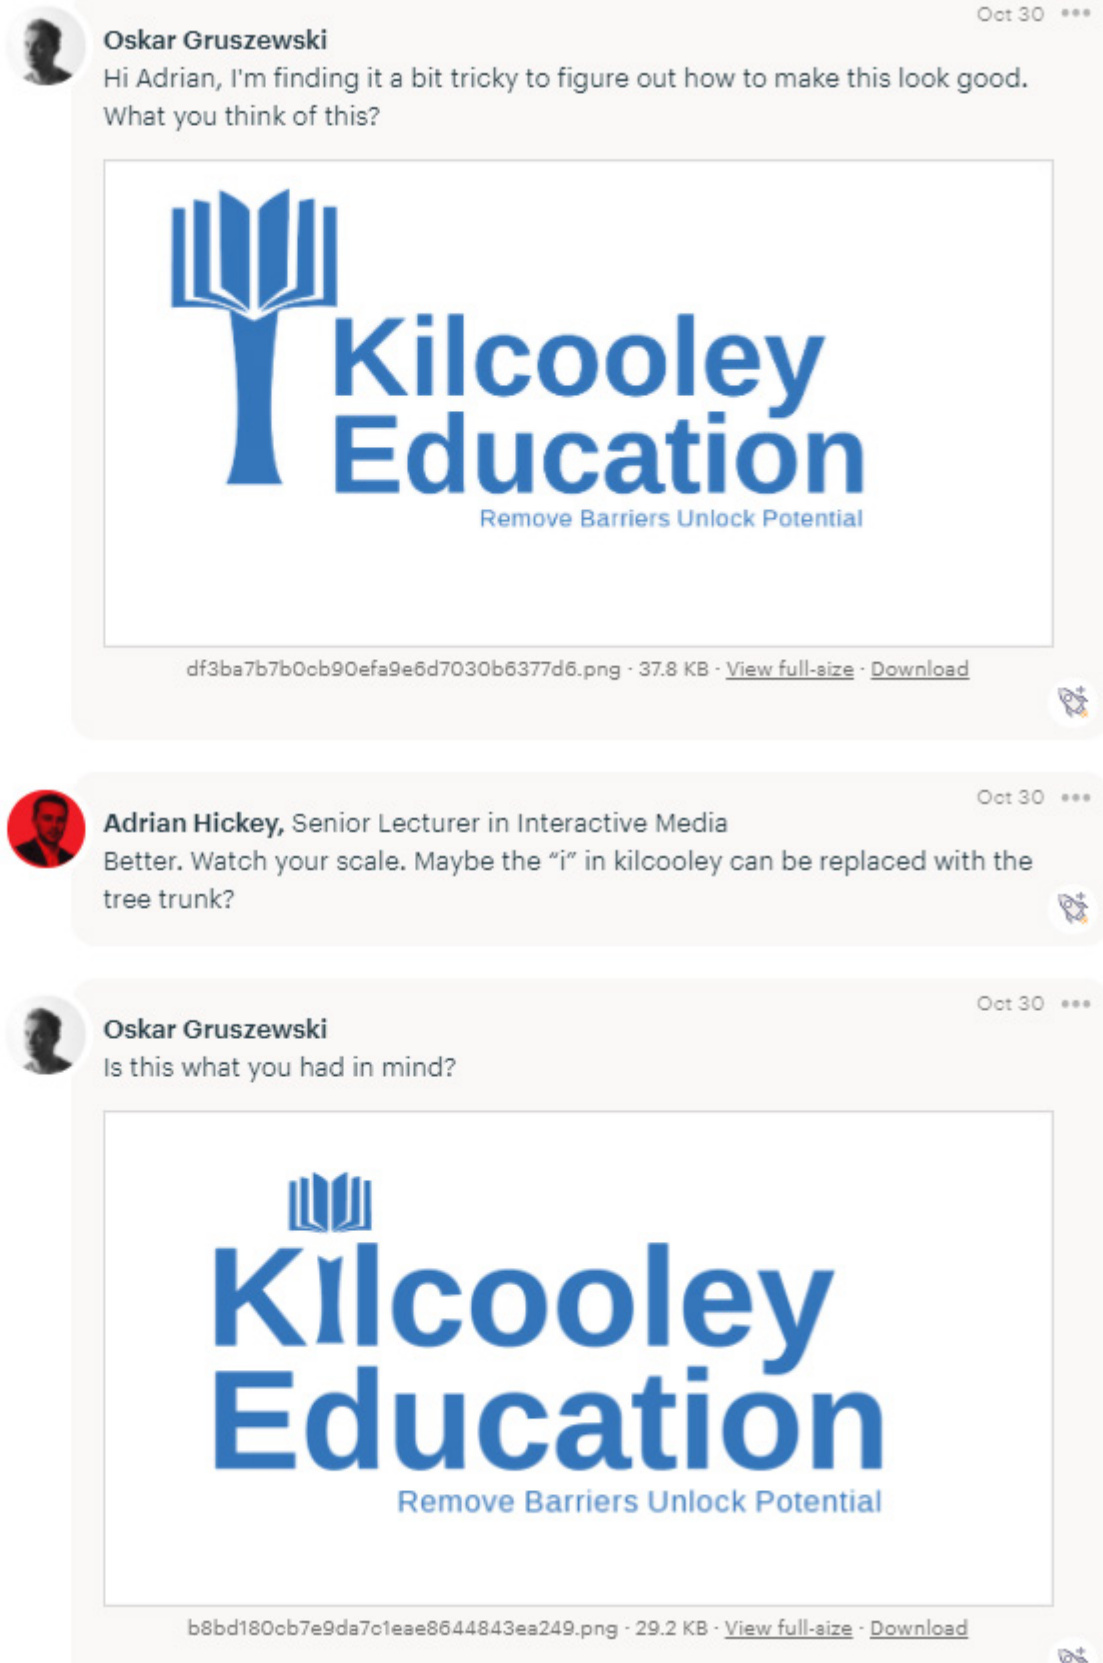 Oct 30
Oskar Gruszewski
Hi Adrian, I'm finding it a bit tricky to figure out how to make this look good.
What you think of this?
Kilcooley
Education
Remove Barriers Unlock Potential
df3ba7b7b0cb90efa9e6d7030b6377d6.png · 37.8 KB · View full-size · Download
Oct 30
Adrian Hickey, Senior Lecturer in Interactive Media
Better. Watch your scale. Maybe the “i” in kilcooley can be replaced with the
tree trunk?
Oct 30
Oskar Gruszewski
Is this what you had in mind?
Kilcooley
Education
Remove Barriers Unlock Potential
b8bd180cb7e9da7c1eae8644843ea249.png · 29.2 KB · View full-size · Download